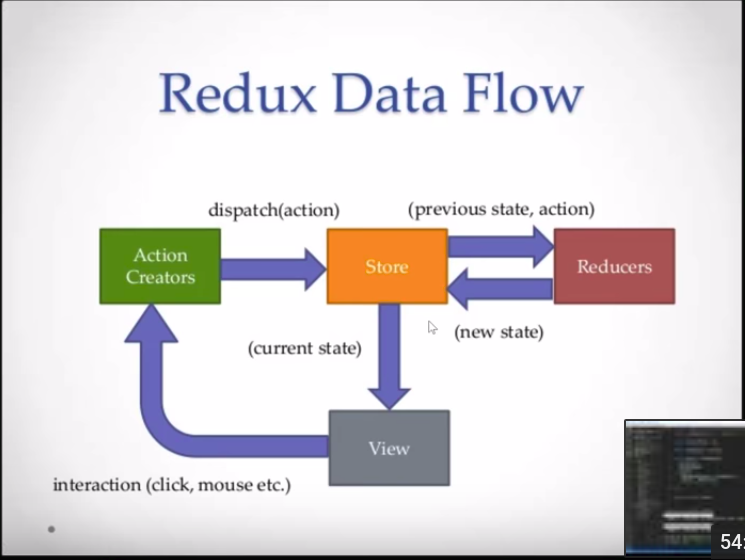 Redux Data Flow
dispatch(action)
(previous state, action)
Action
Creators
Store
Reducers
(current state)
(new state)
View
interaction (click, mouse etc.)
54: